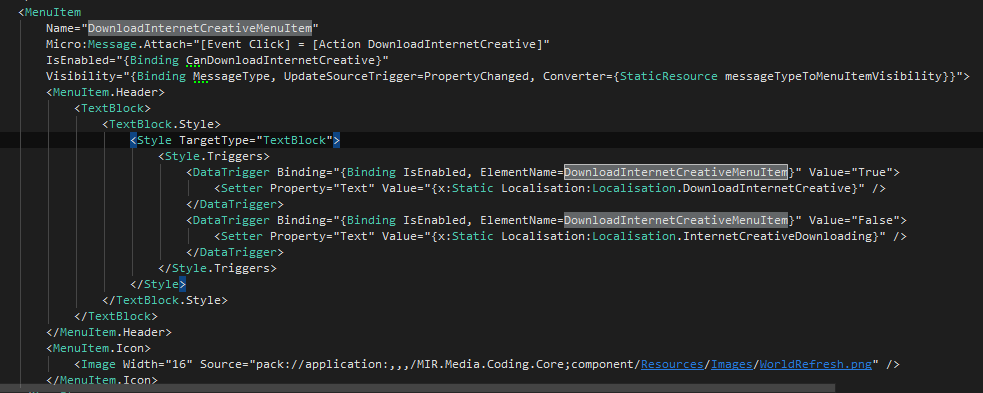 <MenuItem
Name="DownloadInternetCreativeMenuItem"
Micro:Message.Attach="[Event Click] = [Action DownloadInternetCreative]"
IsEnabled="{Binding CanDownloadInternetCreative}"
Visibility="{Binding MessageType, UpdateSourceTrigger=PropertyChanged, Converter={StaticResource messageTypeToMenuItemVisibility}}">
<MenuItem.Header>
<TextBlock>
<TextBlock.Style>
<Style TargetType="TextBlock">
<Style.Triggers>
<DataTrigger Binding="{Binding IsEnabled, ElementName=DownloadInternetCreativeMenuItem}" Value="True">
<Setter Property="Text" Value="{x:Static Localisation:Localisation.DownloadInternetCreative}" />
</DataTrigger>
<DataTrigger Binding="{Binding IsEnabled, ElementName=DownloadInternetCreativeMenuItem}" Value="False">
<Setter Property="Text" Value="{x:Static Localisation:Localisation.InternetCreativeDownloading}" />
</DataTrigger>
</Style.Triggers>
</Style>
</TextBlock.Style>
</TextBlock>
</MenuItem.Header>
<MenuItem.Icon>
<Image Width="16" Source="pack://application:,,,/MIR.Media.Coding.Core;component/Resources/Images/WorldRefresh.png" />
</MenuItem.Icon>